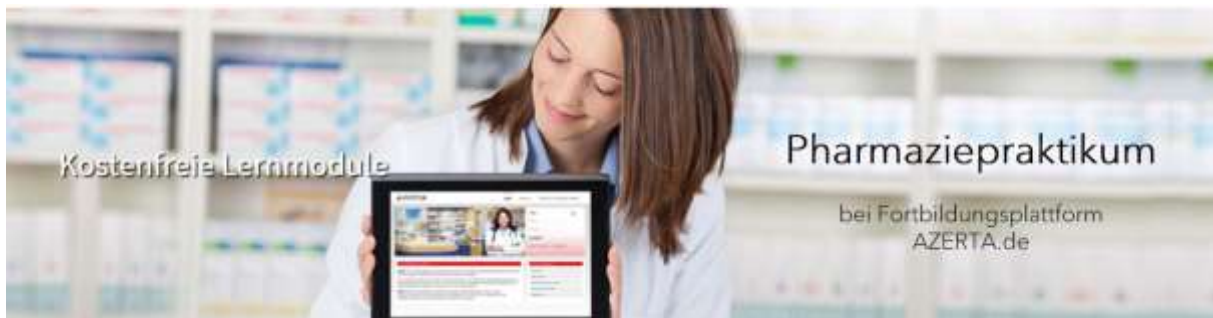 Kostenfreie Lernmodule
Pharmaziepraktikum
bei Fortbildungsplattform
AZERTA.de